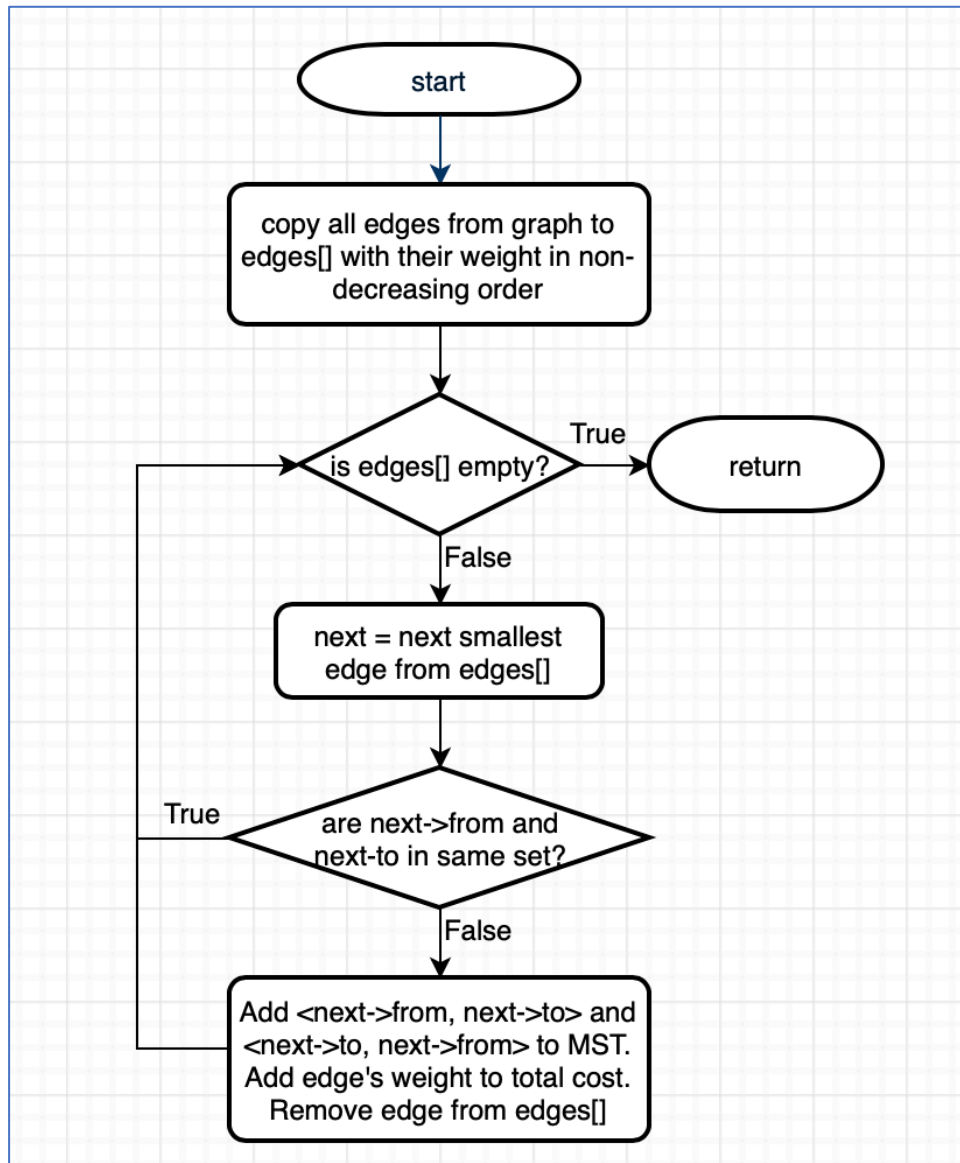 start
copy all edges from graph to
edges[] with their weight in non-
decreasing order
is edges[] empty?
True
return
False
next = next smallest
edge from edges[]
True
are next->from and
next-to in same set?
False
Add <next->from, next->to> and
<next->to, next->from> to MST.
Add edge's weight to total cost.
Remove edge from edges[]